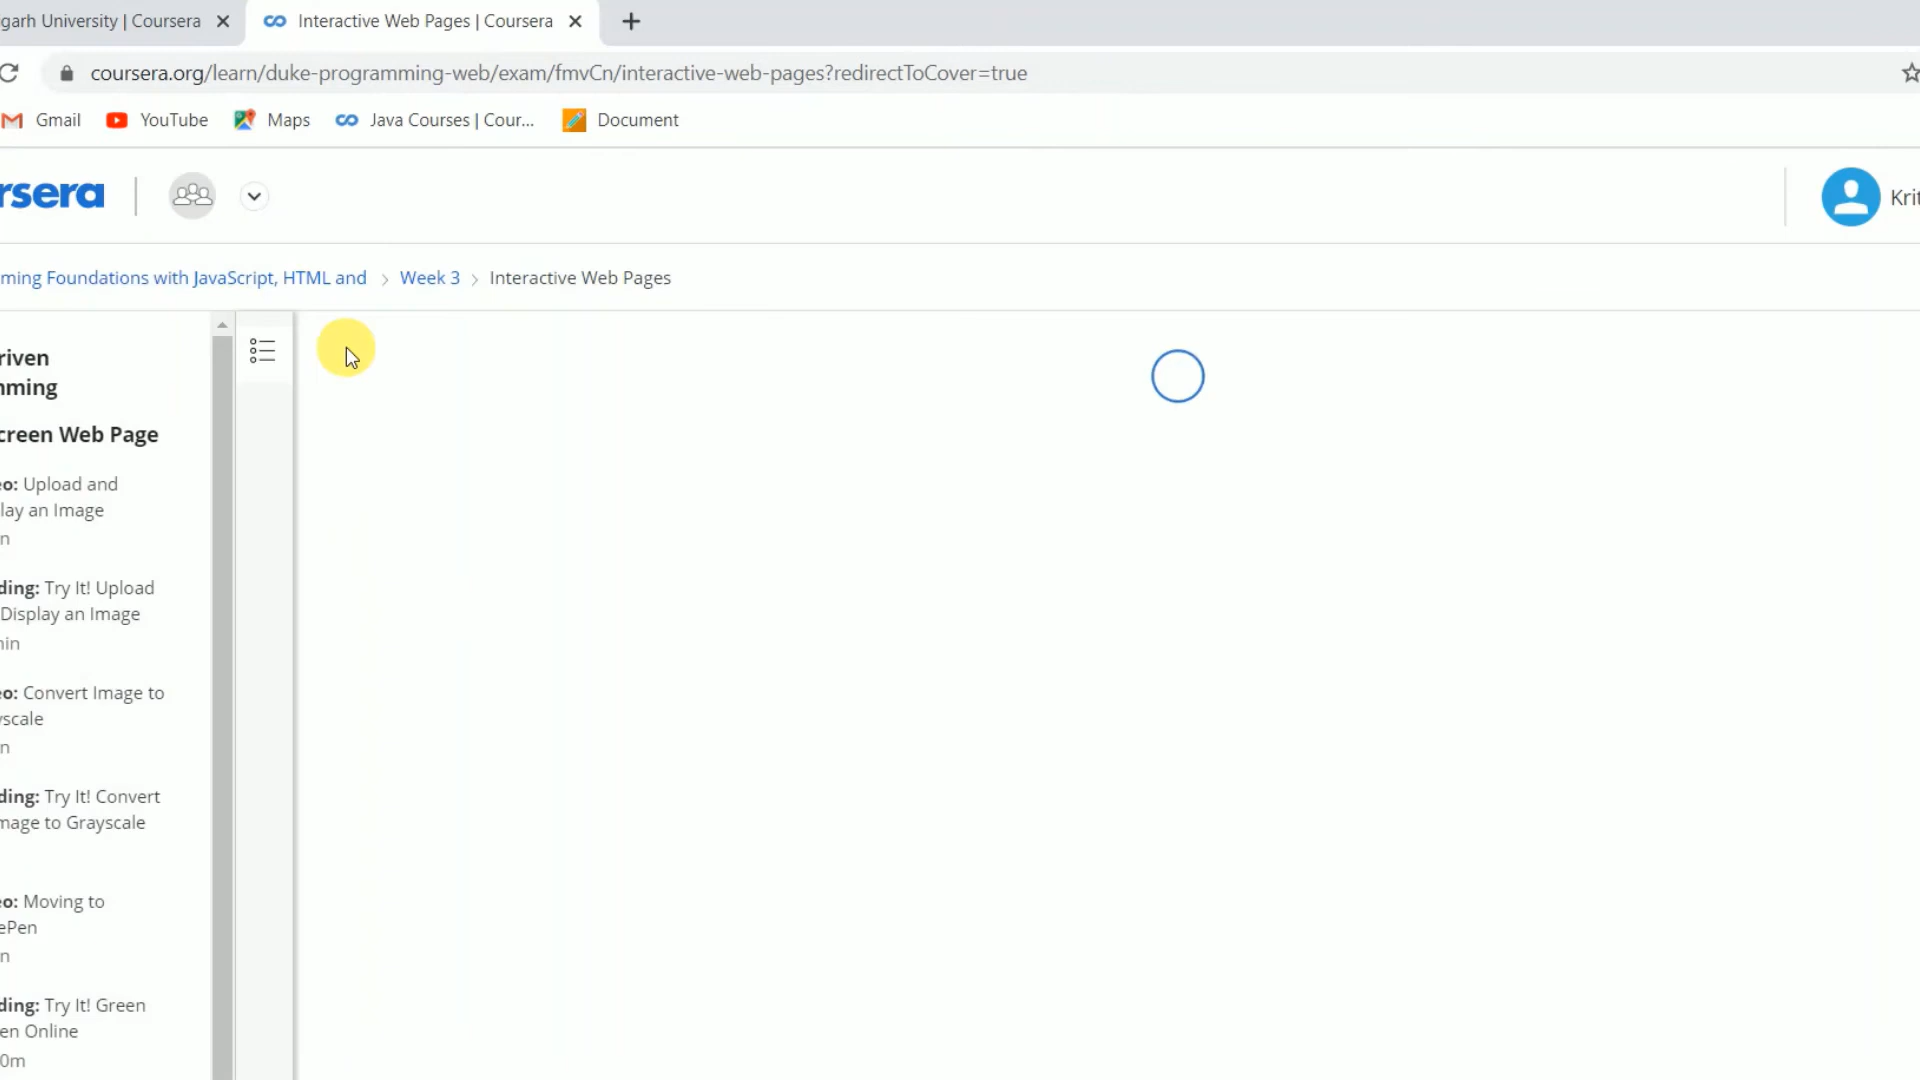 garh University | Coursera
Interactive Web Pages | Coursera
coursera.org/learn/duke-programming-web/exam/fmvCn/interactive-web-pages?redirectToCover=true
Gmail
YouTube
Maps
Java Courses | Cour...
Document
rsera
Krit
ming Foundations with JavaScript, HTML and
Week 3
Interactive Web Pages
riven
nming
creen Web Page
eo: Upload and
lay an Image
n
ding: Try It! Upload
Display an Image
nin
eo: Convert Image to
yscale
n
ding: Try It! Convert
mage to Grayscale
eo: Moving to
ePen
n
ding: Try It! Green
en Online
0m